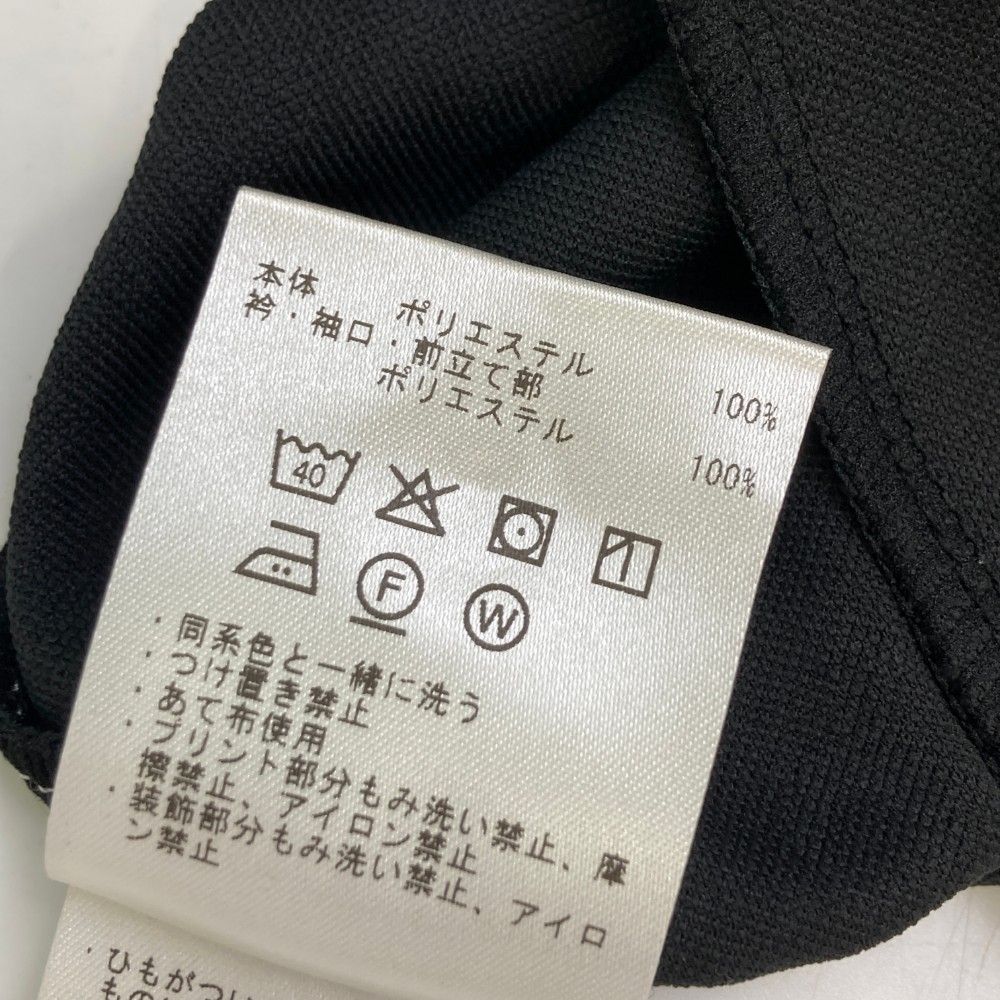 本体 ポリエステル 100%
衿・袖口・前立て部
ポリエステル 100%
40
F W
・同系色と一緒に洗う
・つけ置き禁止
・あて布使用
・プリント部分もみ洗い禁止、摩
擦禁止、アイロン禁止
・装飾部分もみ洗い禁止、アイロ
ン禁止
・ひもがつい
もの